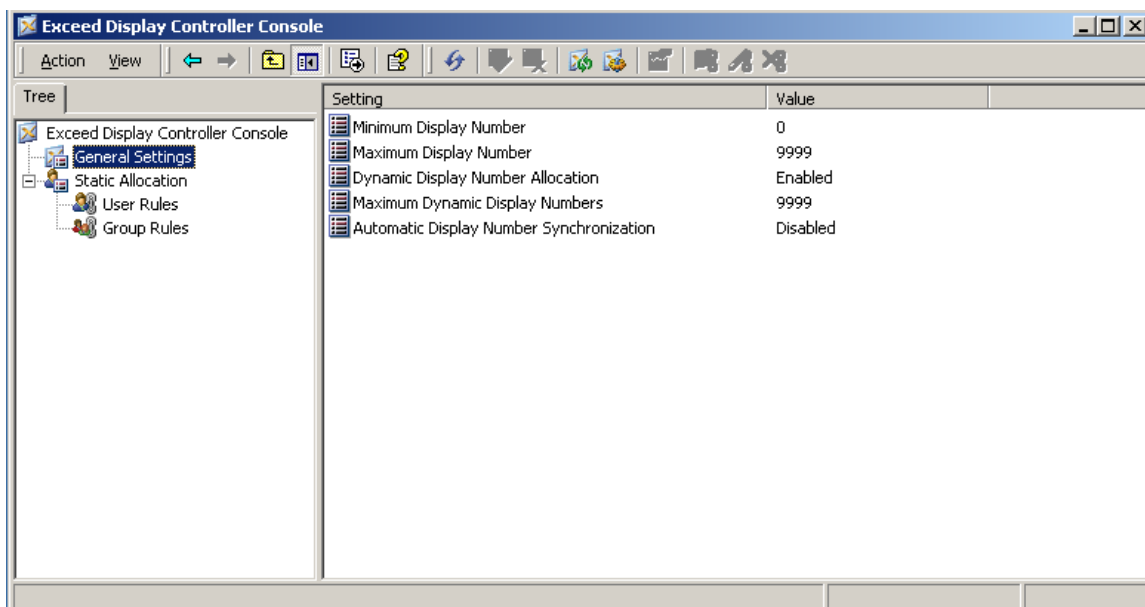 Exceed Display Controller Console
Action View
Tree
Setting Value
Exceed Display Controller Console
General Settings
Static Allocation
User Rules
Group Rules
Minimum Display Number 0
Maximum Display Number 9999
Dynamic Display Number Allocation Enabled
Maximum Dynamic Display Numbers 9999
Automatic Display Number Synchronization Disabled